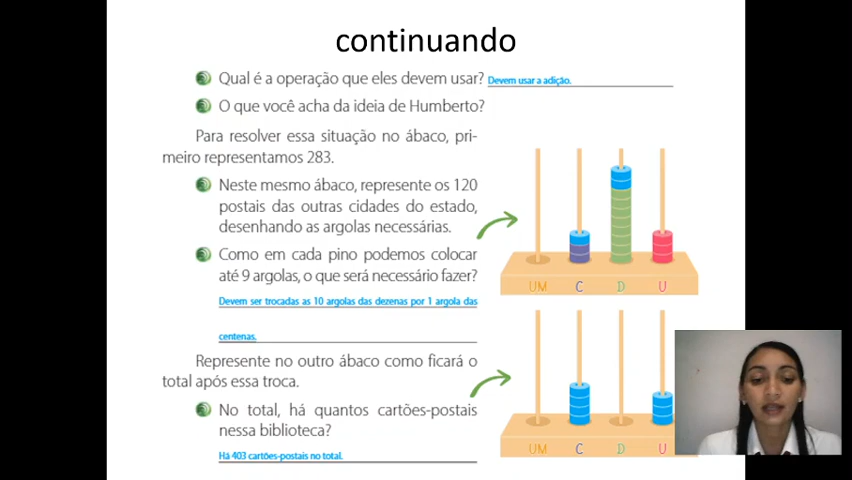 continuando
Qual é a operação que eles devem usar? Devem usar a adição.
O que você acha da ideia de Humberto?
Para resolver essa situação no ábaco, pri-
meiro representamos 283.
Neste mesmo ábaco, represente os 120
postais das outras cidades do estado,
desenhando as argolas necessárias.
Como em cada pino podemos colocar
até 9 argolas, o que será necessário fazer?
Devem ser trocadas as 10 argolas das dezenas por 1 argola das
centenas.
UM C D U
Represente no outro ábaco como ficará o
total após essa troca.
No total, há quantos cartões-postais
nessa biblioteca?
Há 403 cartões-postais no total.
UM C D U